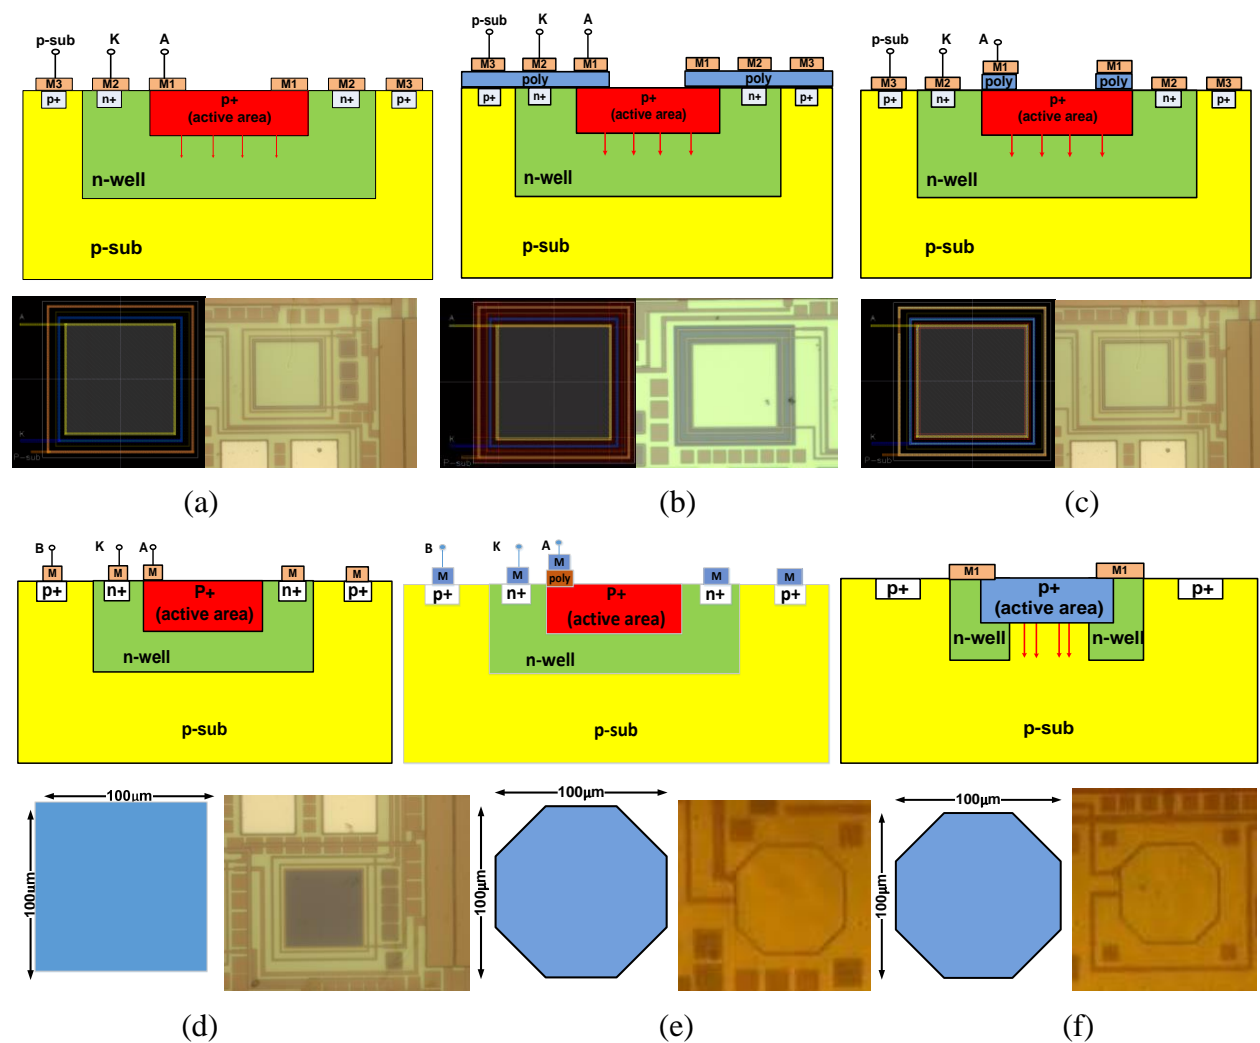 p-sub K A
M3 M2 M1 M1 M2 M3
p+ n+ p+ n+ p+
(active area)
n-well
p-sub
p-sub K A
M3 M2 M1 M1 M2 M3
poly poly
p+ n+ p+ n+ p+
(active area)
n-well
p-sub
p-sub K A
M1 M1
M3 M2 poly poly M2 M3
p+ n+ p+ n+ p+
(active area)
n-well
p-sub
A
K
P-sub
A
K
P-sub
A
K
P-sub
(a) (b) (c)
B K A
M M M M M
p+ n+ P+ n+ p+
(active area)
n-well
p-sub
B K A
M
M M poly M M
p+ n+ P+ n+ p+
(active area)
n-well
p-sub
M1 M1
p+ p+ p+
(active area)
n-well n-well
p-sub
100µm
100µm
100µm
100µm
100µm
100µm
(d) (e) (f)